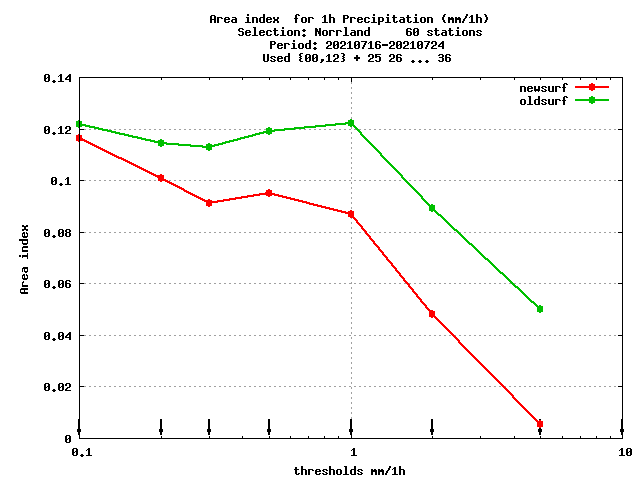 Area index  for 1h Precipitation (mm/1h)
Selection: Norrland     60 stations
Period: 20210716-20210724
Used {00,12} + 25 26 ... 36
newsurf
oldsurf
0.14
0.12
0.1
0.08
0.06
0.04
0.02
0
Area index
0.1
1
10
thresholds mm/1h